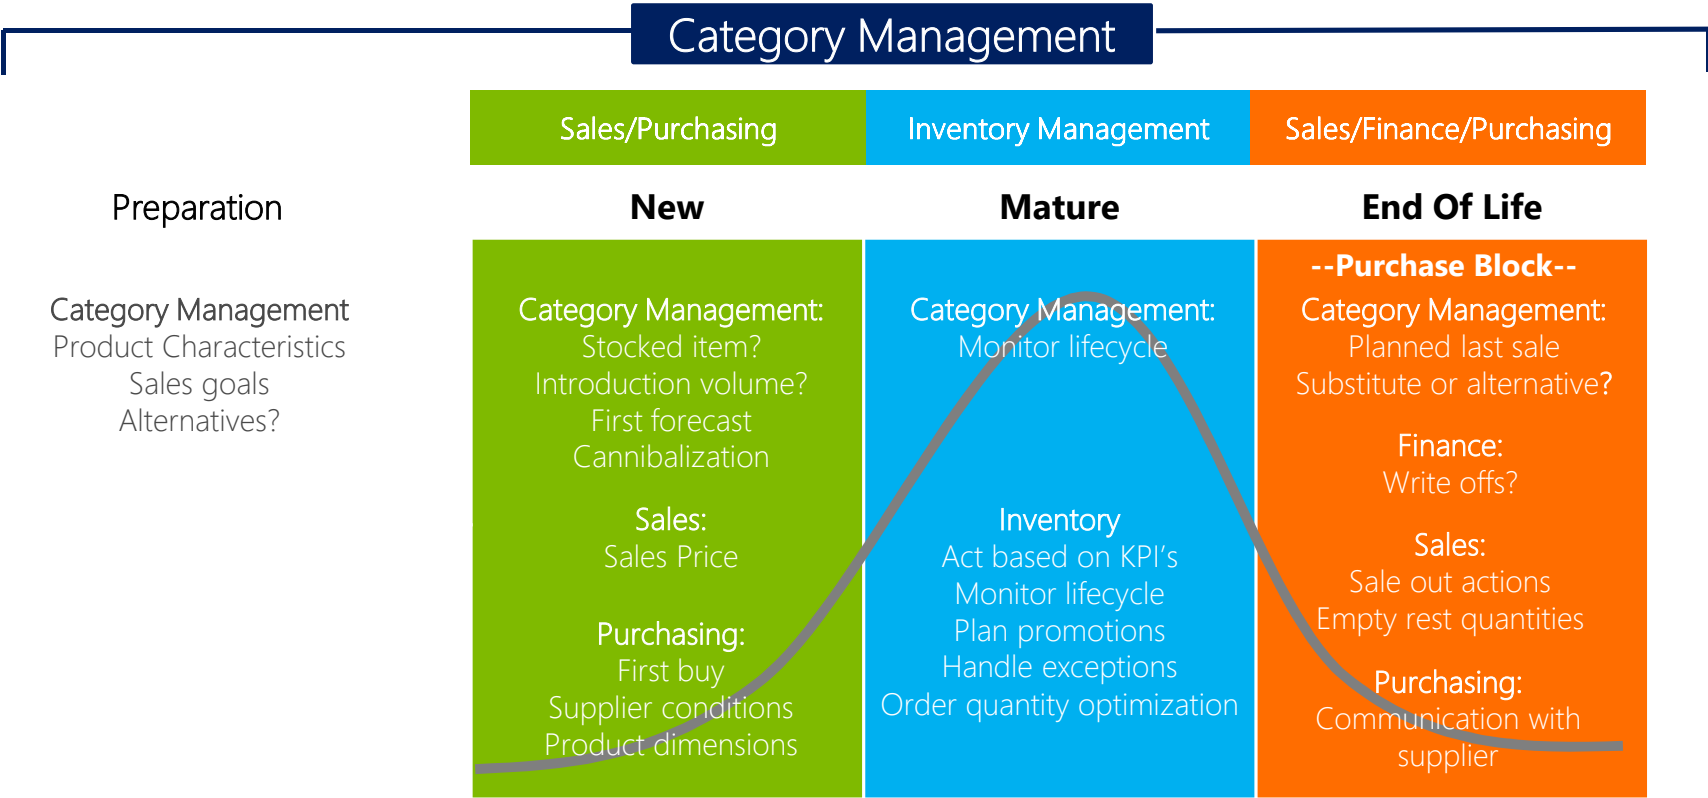 Category Management
Sales/Purchasing
Inventory Management
Sales/Finance/Purchasing
Preparation
New
Mature
End Of Life
Category Management
Product Characteristics
Sales goals
Alternatives?
Category Management:
Stocked item?
Introduction volume?
First forecast
Cannibalization
Sales:
Sales Price
Purchasing:
First buy
Supplier conditions
Product dimensions
Category Management:
Monitor lifecycle
Inventory
Act based on KPI’s
Monitor lifecycle
Plan promotions
Handle exceptions
Order quantity optimization
--Purchase Block--
Category Management:
Planned last sale
Substitute or alternative?
Finance:
Write offs?
Sales:
Sale out actions
Empty rest quantities
Purchasing:
Communication with
supplier